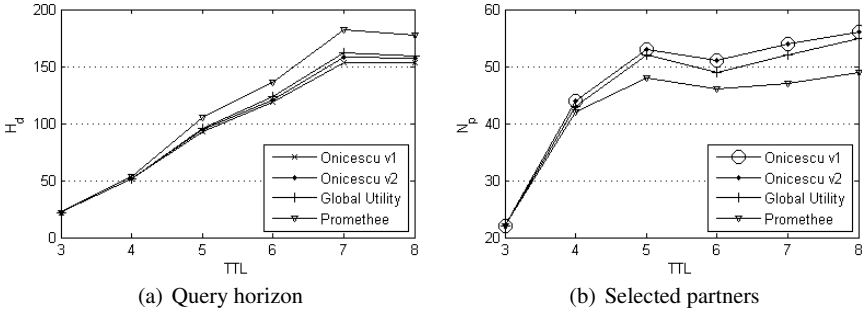 200
150
100
50
0
H_d
3 4 5 6 7 8
TTL
Onicescu v1
Onicescu v2
Global Utility
Promethee
(a) Query horizon
60
50
40
30
20
N_p
3 4 5 6 7 8
TTL
Onicescu v1
Onicescu v2
Global Utility
Promethee
(b) Selected partners